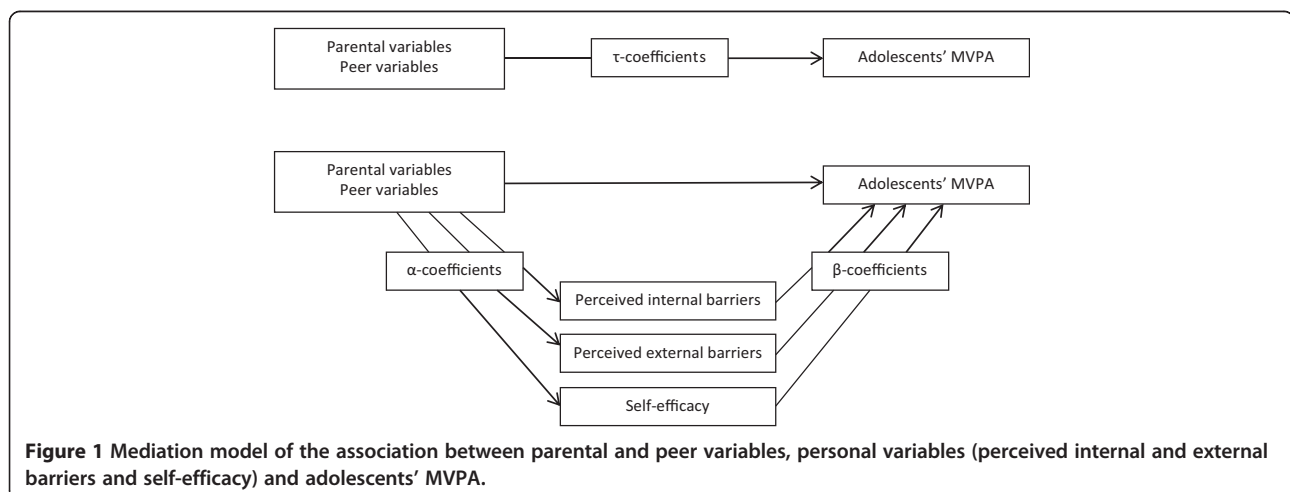 Parental variables
Peer variables
τ-coefficients
Adolescents' MVPA
Parental variables
Peer variables
Adolescents' MVPA
α-coefficients
β-coefficients
Perceived internal barriers
Perceived external barriers
Self-efficacy
Figure 1 Mediation model of the association between parental and peer variables, personal variables (perceived internal and external
barriers and self-efficacy) and adolescents' MVPA.